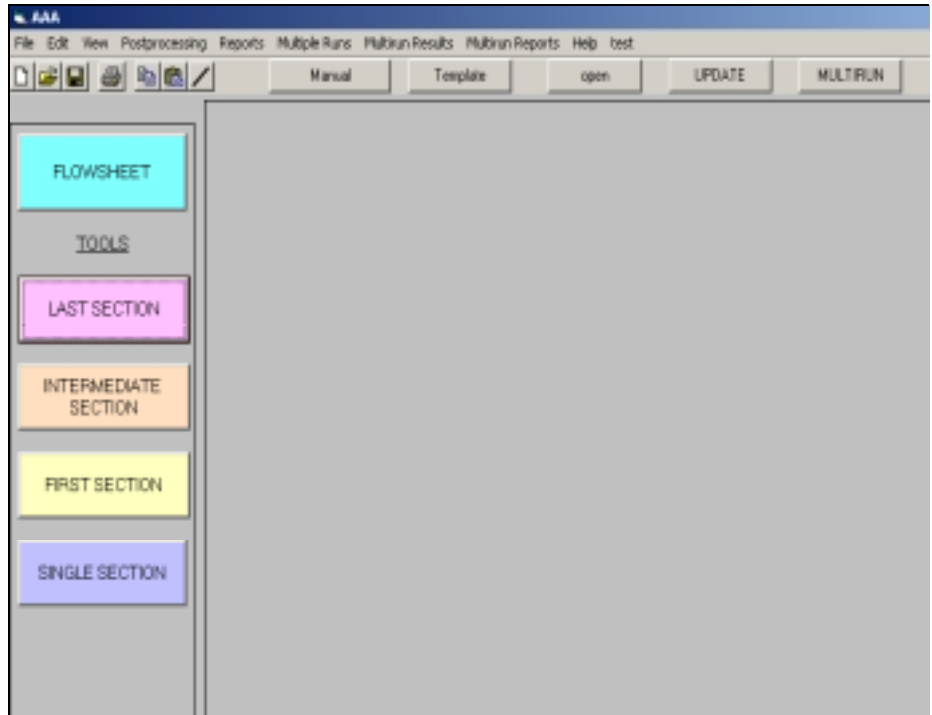 AAA
File Edit View Postprocessing Reports Multiple Runs Multirun Results Multirun Reports Help test
Manual Template open UPDATE MULTIRUN
FLOWSHEET
TOOLS
LAST SECTION
INTERMEDIATE
SECTION
FIRST SECTION
SINGLE SECTION